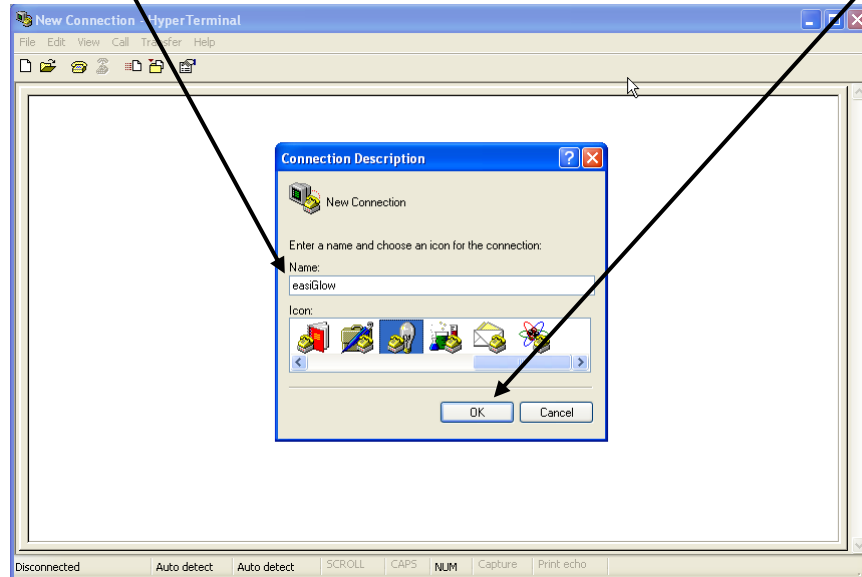 New Connection - HyperTerminal
File Edit View Call Transfer Help
Connection Description
New Connection
Enter a name and choose an icon for the connection:
Name:
easiGlow
Icon:
OK Cancel
Disconnected Auto detect Auto detect SCROLL CAPS NUM Capture Print echo